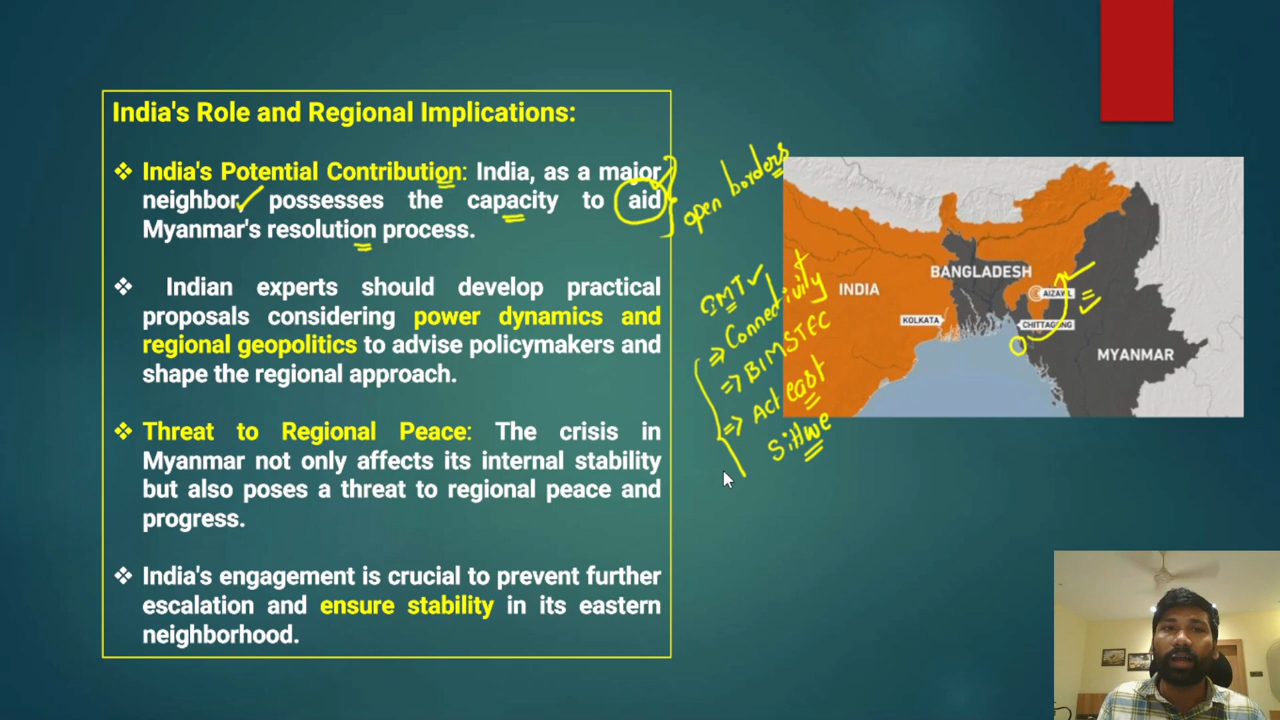 India's Role and Regional Implications:
❖ India's Potential Contribution: India, as a major
neighbor, possesses the capacity to aid
Myanmar's resolution process.
❖ Indian experts should develop practical
proposals considering power dynamics and
regional geopolitics to advise policymakers and
shape the regional approach.
❖ Threat to Regional Peace: The crisis in
Myanmar not only affects its internal stability
but also poses a threat to regional peace and
progress.
❖ India's engagement is crucial to prevent further
escalation and ensure stability in its eastern
neighborhood.
open borders
⇒ Connectivity
⇒ BIMSTEC
⇒ Act east
Sittwe
INDIA
BANGLADESH
KOLKATA
AIZAWL
CHITTAGONG
MYANMAR